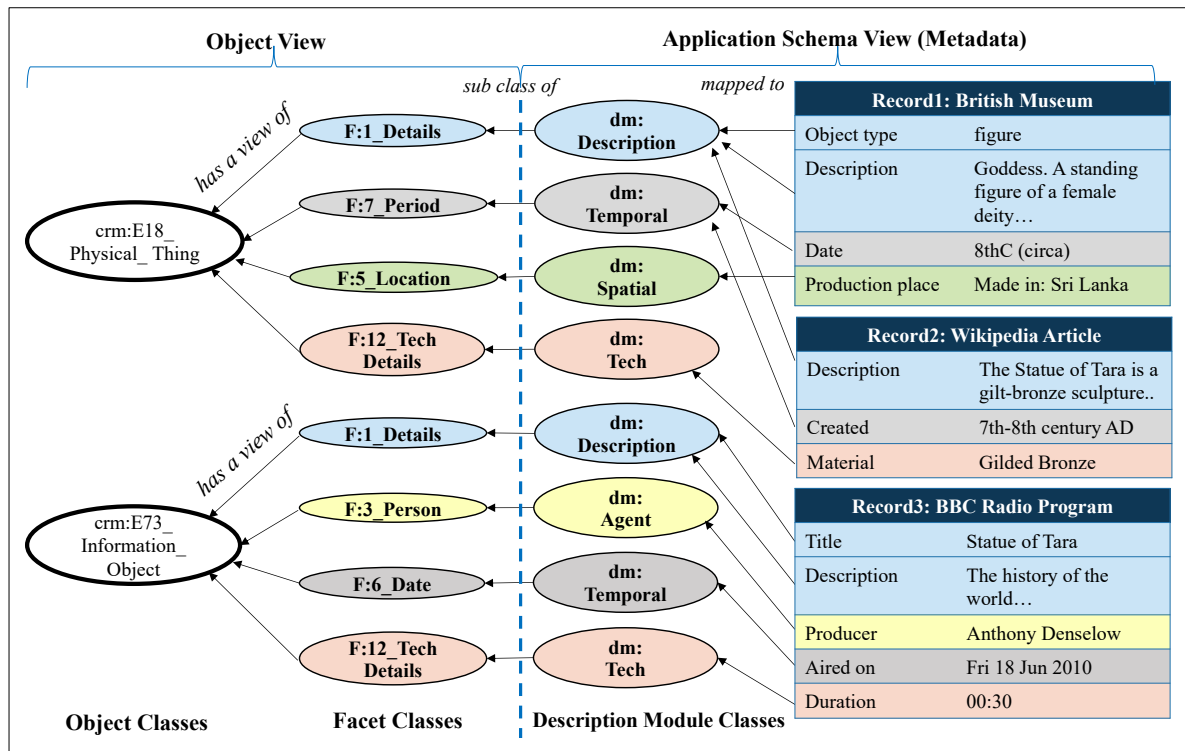 Object View
Application Schema View (Metadata)
sub class of
mapped to
has a view of
crm:E18_
Physical_ Thing
F:1_Details
F:7_Period
F:5_Location
F:12_Tech
Details
dm:
Description
dm:
Temporal
dm:
Spatial
dm:
Tech
has a view of
crm:E73_
Information_
Object
F:1_Details
F:3_Person
F:6_Date
F:12_Tech
Details
dm:
Description
dm:
Agent
dm:
Temporal
dm:
Tech
Record1: British Museum
Object type figure
Description Goddess. A standing
figure of a female
deity…
Date 8thC (circa)
Production place Made in: Sri Lanka
Record2: Wikipedia Article
Description The Statue of Tara is a
gilt-bronze sculpture..
Created 7th-8th century AD
Material Gilded Bronze
Record3: BBC Radio Program
Title Statue of Tara
Description The history of the
world…
Producer Anthony Denselow
Aired on Fri 18 Jun 2010
Duration 00:30
Object Classes
Facet Classes
Description Module Classes